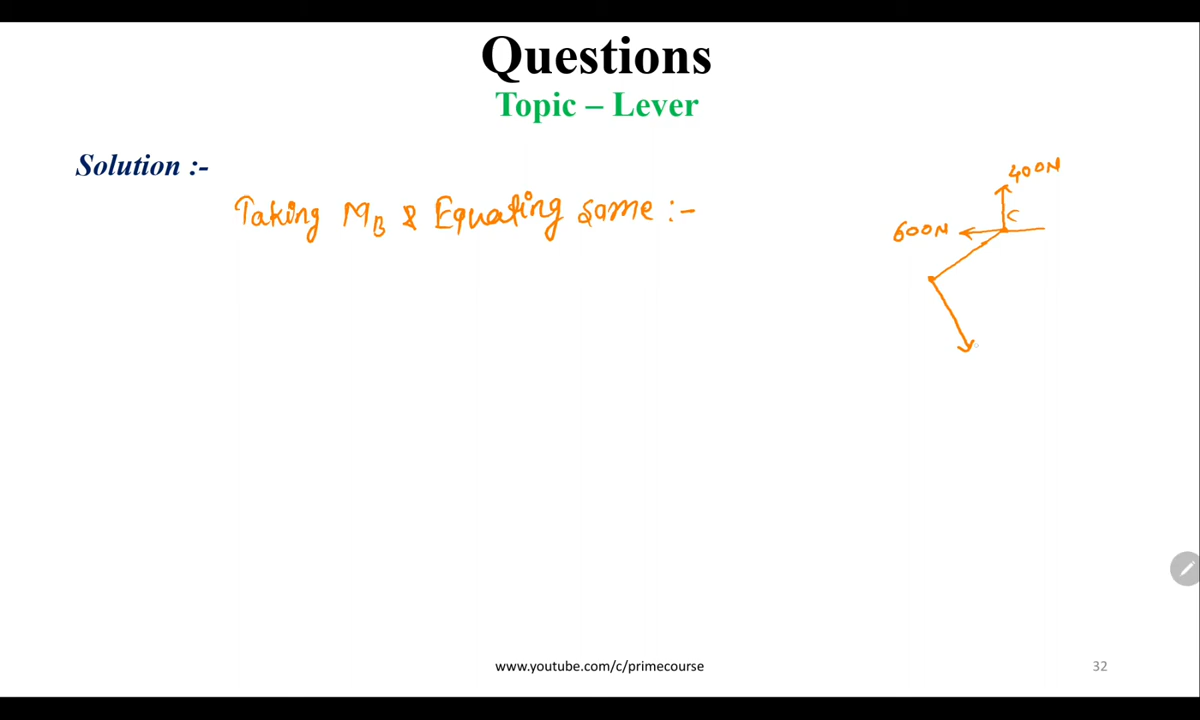 Questions
Topic – Lever
Solution :-
400N
Taking MB & Equating same :-
C
600N
www.youtube.com/c/primecourse
32